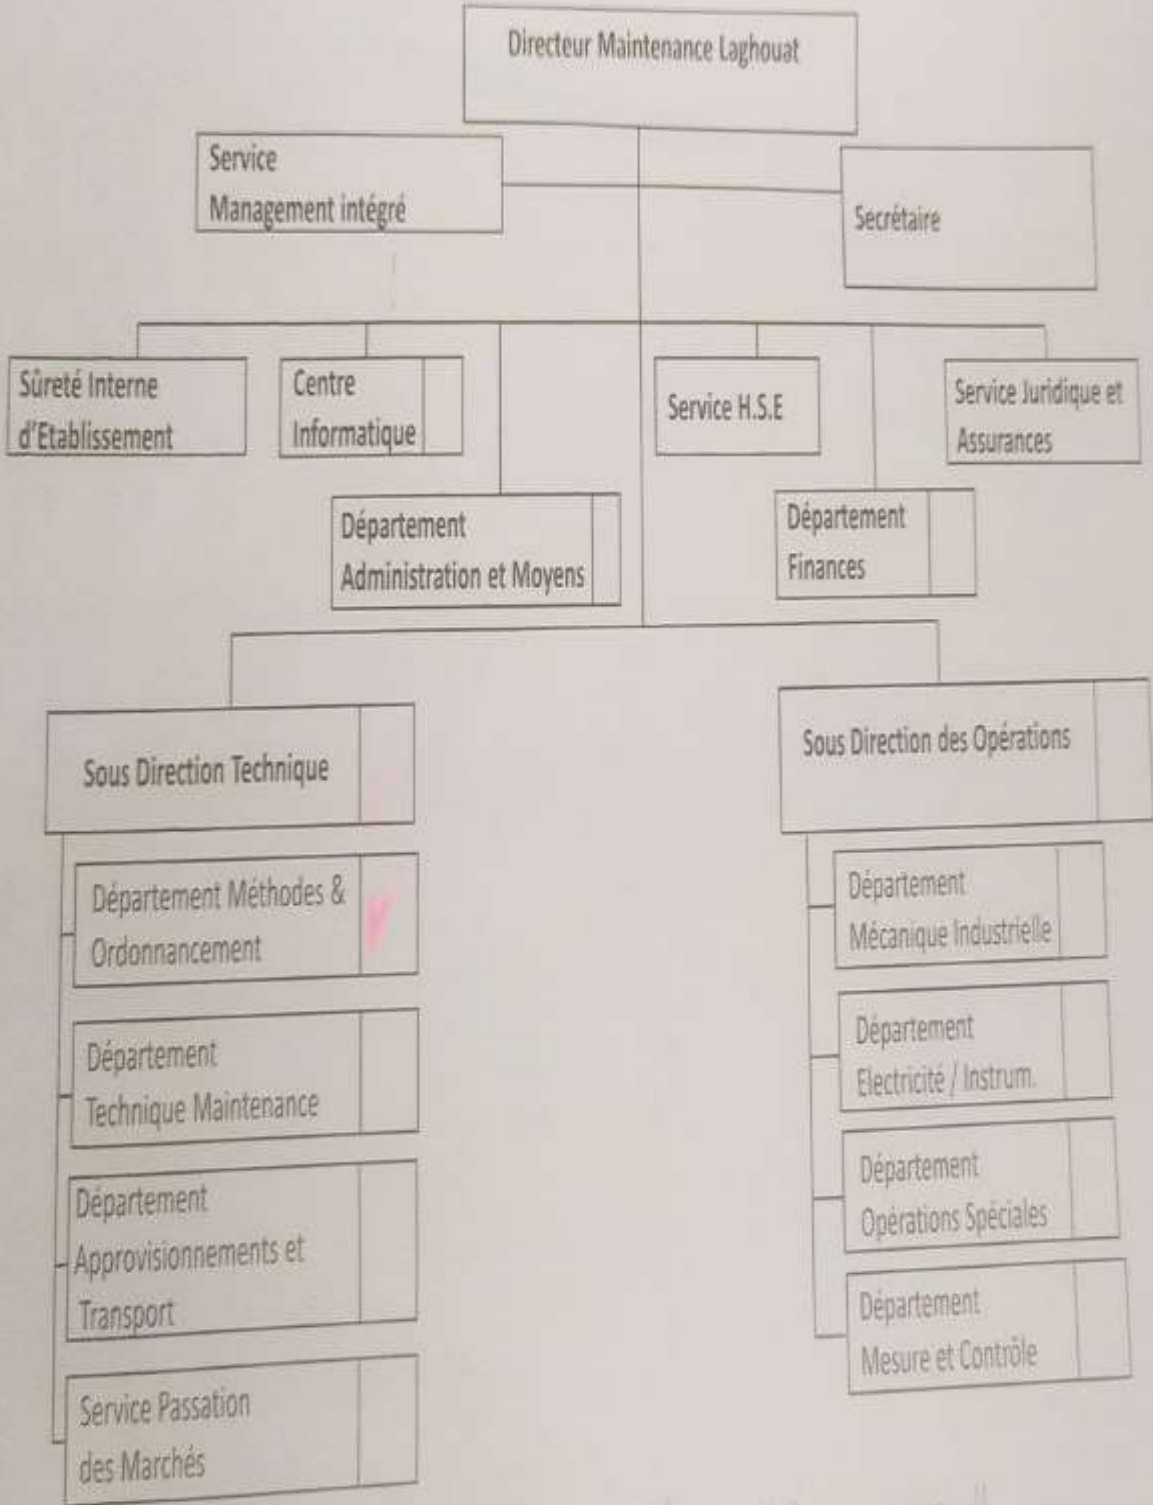 Directeur Maintenance Laghouat
Service
Management intégré
Secrétaire
Sûreté Interne
d'Etablissement
Centre
Informatique
Service H.S.E
Service Juridique et
Assurances
Département
Administration et Moyens
Département
Finances
Sous Direction Technique
Sous Direction des Opérations
Département Méthodes &
Ordonnancement
Département
Technique Maintenance
Département
Approvisionnements et
Transport
Service Passation
des Marchés
Département
Mécanique Industrielle
Département
Electricité / Instrum.
Département
Opérations Spéciales
Département
Mesure et Contrôle